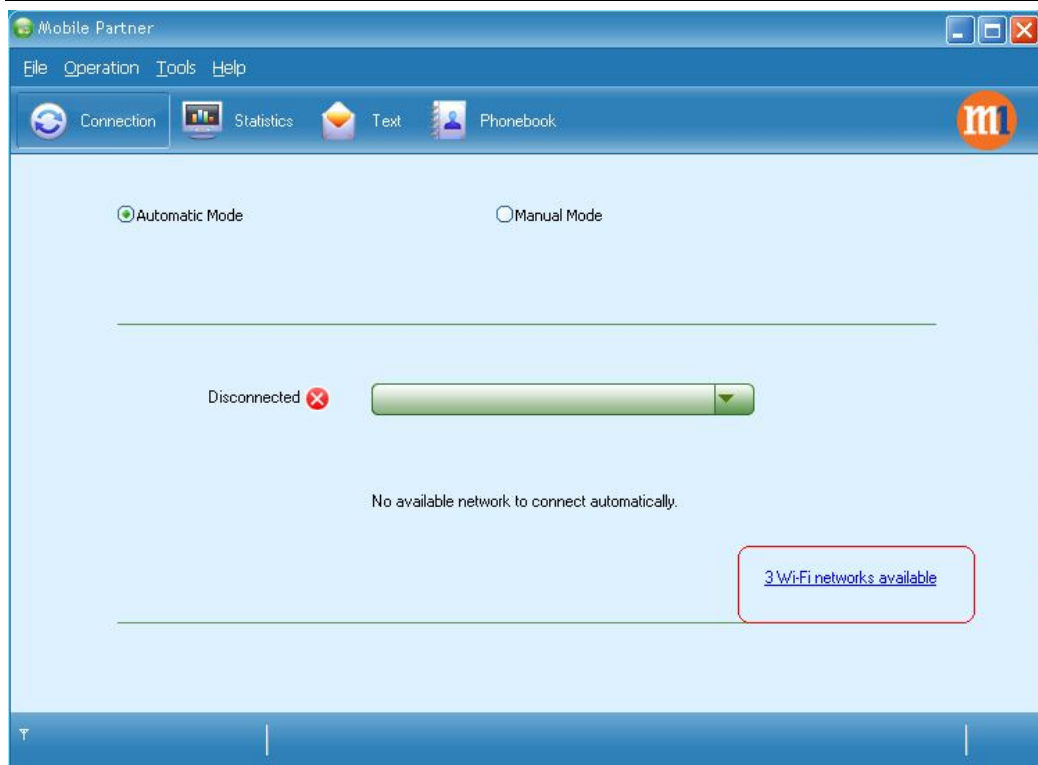 Mobile Partner
File Operation Tools Help
Connection Statistics Text Phonebook m1
Automatic Mode Manual Mode
Disconnected
No available network to connect automatically.
3 Wi-Fi networks available